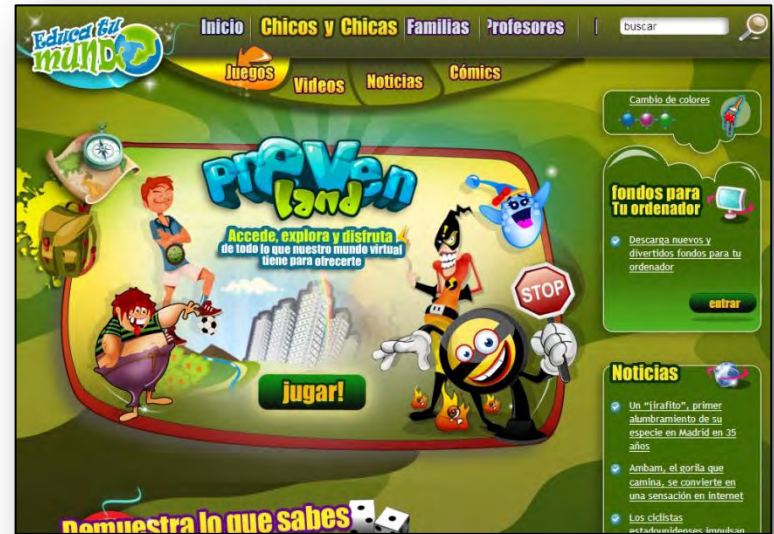 Educa tu
mundo
Inicio
Chicos y Chicas
Familias
Profesores
buscar
Juegos
Videos
Noticias
Cómics
Cambio de colores
preven
land
Accede, explora y disfruta
de todo lo que nuestro mundo virtual
tiene para ofrecerte
STOP
jugar!
fondos para
Tu ordenador
Descarga nuevos y
divertidos fondos para tu
ordenador
entrar
Noticias
Un "jirafito", primer
alumbramiento de su
especie en Madrid en 35
años
Ambam, el gorila que
camina, se convierte en
una sensación en internet
Los ciclistas
estadounidenses impulsan
Demuestra lo que sabes